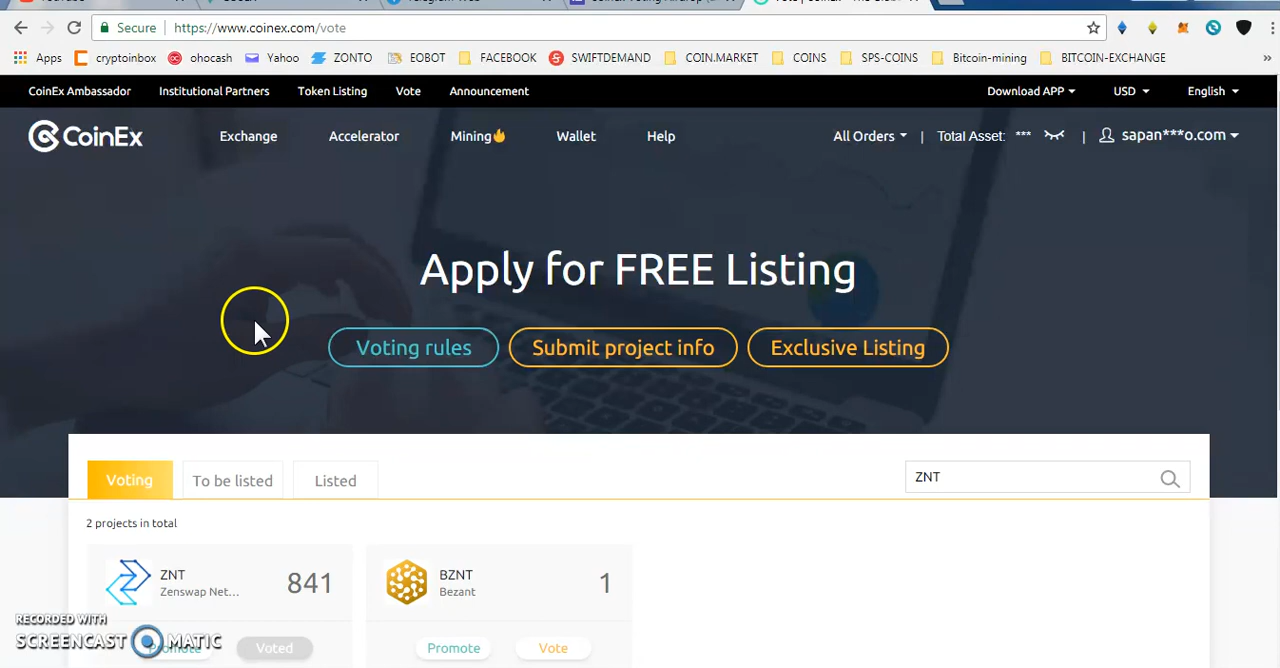 Secure | https://www.coinex.com/vote
Apps cryptoinbox ohocash Yahoo ZONTO EOBOT FACEBOOK SWIFTDEMAND COIN.MARKET COINS SPS-COINS Bitcoin-mining BITCOIN-EXCHANGE »
CoinEx Ambassador Institutional Partners Token Listing Vote Announcement Download APP USD English
CoinEx Exchange Accelerator Mining Wallet Help All Orders | Total Asset: *** | sapan***o.com
Apply for FREE Listing
Voting rules Submit project info Exclusive Listing
Voting To be listed Listed ZNT
2 projects in total
ZNT 841 BZNT 1
Zenswap Net... Bezant
RECORDED WITH
SCREENCAST MATIC
Promote Voted Promote Vote